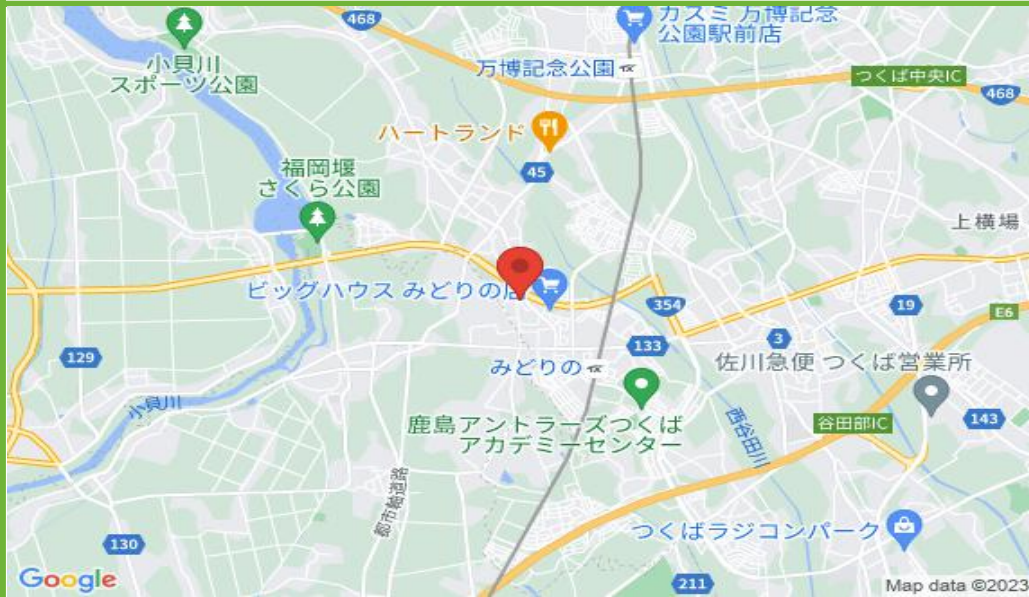 468
カスミ 万博記念
公園駅前店
小貝川
スポーツ公園
万博記念公園
つくば中央IC
468
ハートランド
45
福岡堰
さくら公園
上横場
ビッグハウス みどりの店
354
19
E6
3
133
129
みどりの
佐川急便 つくば営業所
小貝川
鹿島アントラーズつくば
アカデミーセンター
西谷田川
谷田部IC
143
都市軸道路
つくばラジコンパーク
130
211
Google
Map data ©2023